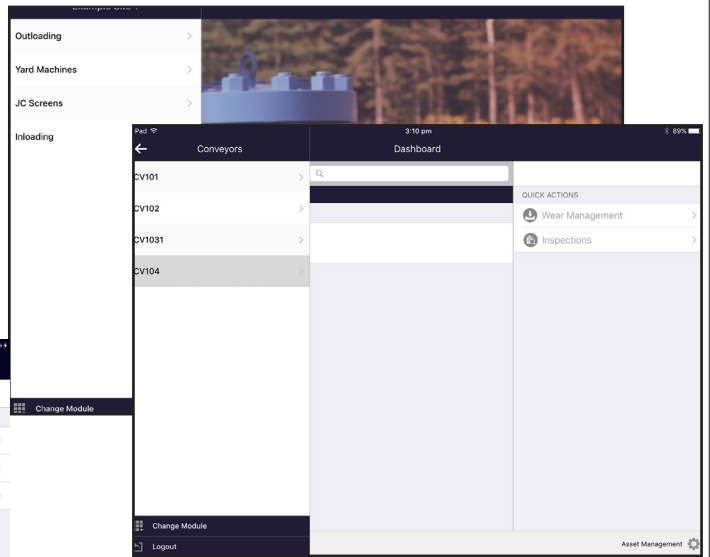 Outloading
Yard Machines
JC Screens
Inloading
Change Module
Pad
3:10 pm
89%
Conveyors
Dashboard
CV101
CV102
CV1031
CV104
QUICK ACTIONS
Wear Management
Inspections
Change Module
Logout
Asset Management